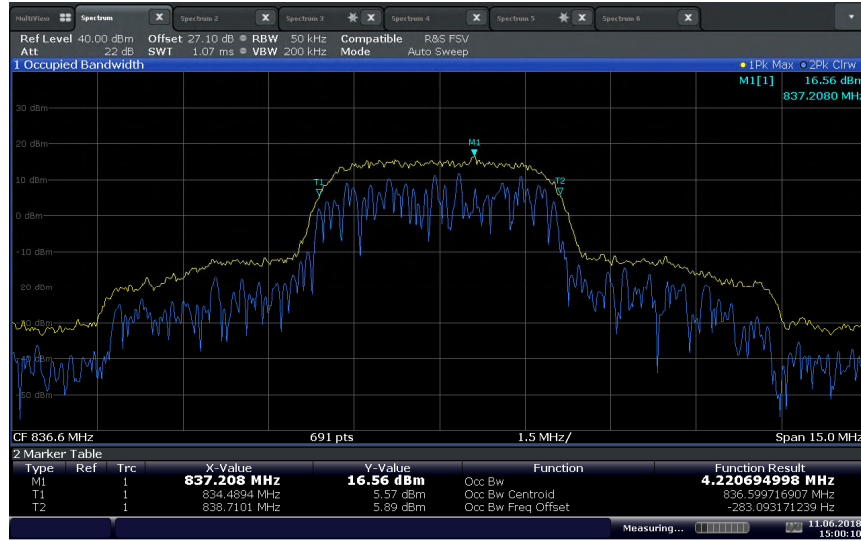 MultiView Spectrum X Spectrum 2 X Spectrum 3 X Spectrum 4 X Spectrum 5 X Spectrum 6 X
Ref Level 40.00 dBm Offset 27.10 dB RBW 50 kHz Compatible R&S FSV
Att 22 dB SWT 1.07 ms VBW 200 kHz Mode Auto Sweep
1 Occupied Bandwidth 1Pk Max 2Pk Clrw
M1[1] 16.56 dBm
837.2080 MHz
30 dBm
M1
20 dBm
T1 T2
10 dBm
0 dBm
-10 dBm
20 dBm
-50 dBm
CF 836.6 MHz 691 pts 1.5 MHz/ Span 15.0 MHz
2 Marker Table
Type Ref Trc X-Value Y-Value Function Function Result
M1 1 837.208 MHz 16.56 dBm Occ Bw 4.220694998 MHz
T1 1 834.4894 MHz 5.57 dBm Occ Bw Centroid 836.599716907 MHz
T2 1 838.7101 MHz 5.89 dBm Occ Bw Freq Offset -283.093171239 Hz
Measuring... 11.06.2018
15:00:10